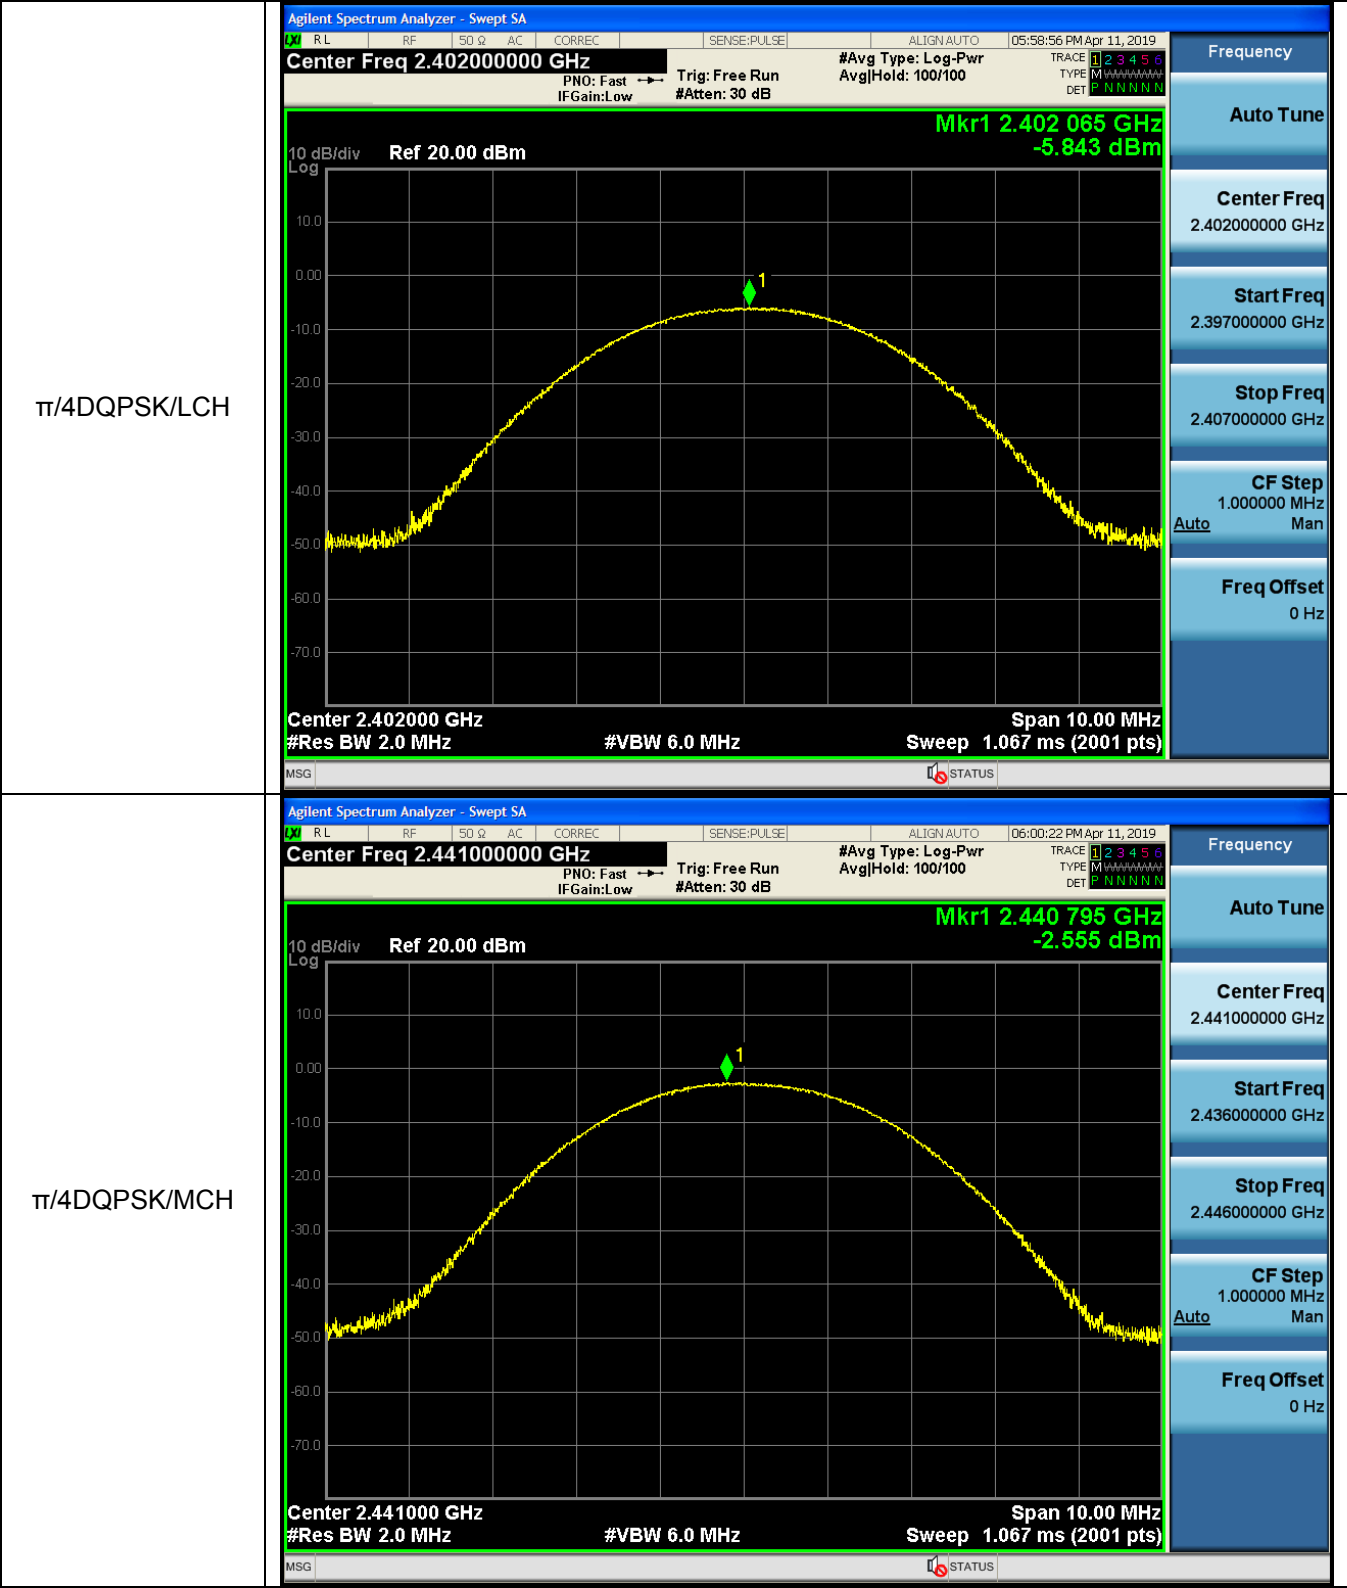 π/4DQPSK/LCH
Agilent Spectrum Analyzer - Swept SA
LXI RL RF 50 Ω AC CORREC SENSE:PULSE ALIGN AUTO 05:58:56 PM Apr 11, 2019
Center Freq 2.402000000 GHz
PNO: Fast
IFGain:Low
Trig: Free Run
#Atten: 30 dB
#Avg Type: Log-Pwr
Avg|Hold: 100/100
TRACE 1 2 3 4 5 6
TYPE M WWWWW
DET P N N N N N
Mkr1 2.402 065 GHz
-5.843 dBm
10 dB/div Ref 20.00 dBm
Log
10.0
0.00
-10.0
-20.0
-30.0
-40.0
-50.0
-60.0
-70.0
1
Center 2.402000 GHz Span 10.00 MHz
#Res BW 2.0 MHz #VBW 6.0 MHz Sweep 1.067 ms (2001 pts)
MSG STATUS
Frequency
Auto Tune
Center Freq
2.402000000 GHz
Start Freq
2.397000000 GHz
Stop Freq
2.407000000 GHz
CF Step
1.000000 MHz
Auto Man
Freq Offset
0 Hz
π/4DQPSK/MCH
Agilent Spectrum Analyzer - Swept SA
LXI RL RF 50 Ω AC CORREC SENSE:PULSE ALIGN AUTO 06:00:22 PM Apr 11, 2019
Center Freq 2.441000000 GHz
PNO: Fast
IFGain:Low
Trig: Free Run
#Atten: 30 dB
#Avg Type: Log-Pwr
Avg|Hold: 100/100
TRACE 1 2 3 4 5 6
TYPE M WWWWW
DET P N N N N N
Mkr1 2.440 795 GHz
-2.555 dBm
10 dB/div Ref 20.00 dBm
Log
10.0
0.00
-10.0
-20.0
-30.0
-40.0
-50.0
-60.0
-70.0
1
Center 2.441000 GHz Span 10.00 MHz
#Res BW 2.0 MHz #VBW 6.0 MHz Sweep 1.067 ms (2001 pts)
MSG STATUS
Frequency
Auto Tune
Center Freq
2.441000000 GHz
Start Freq
2.436000000 GHz
Stop Freq
2.446000000 GHz
CF Step
1.000000 MHz
Auto Man
Freq Offset
0 Hz